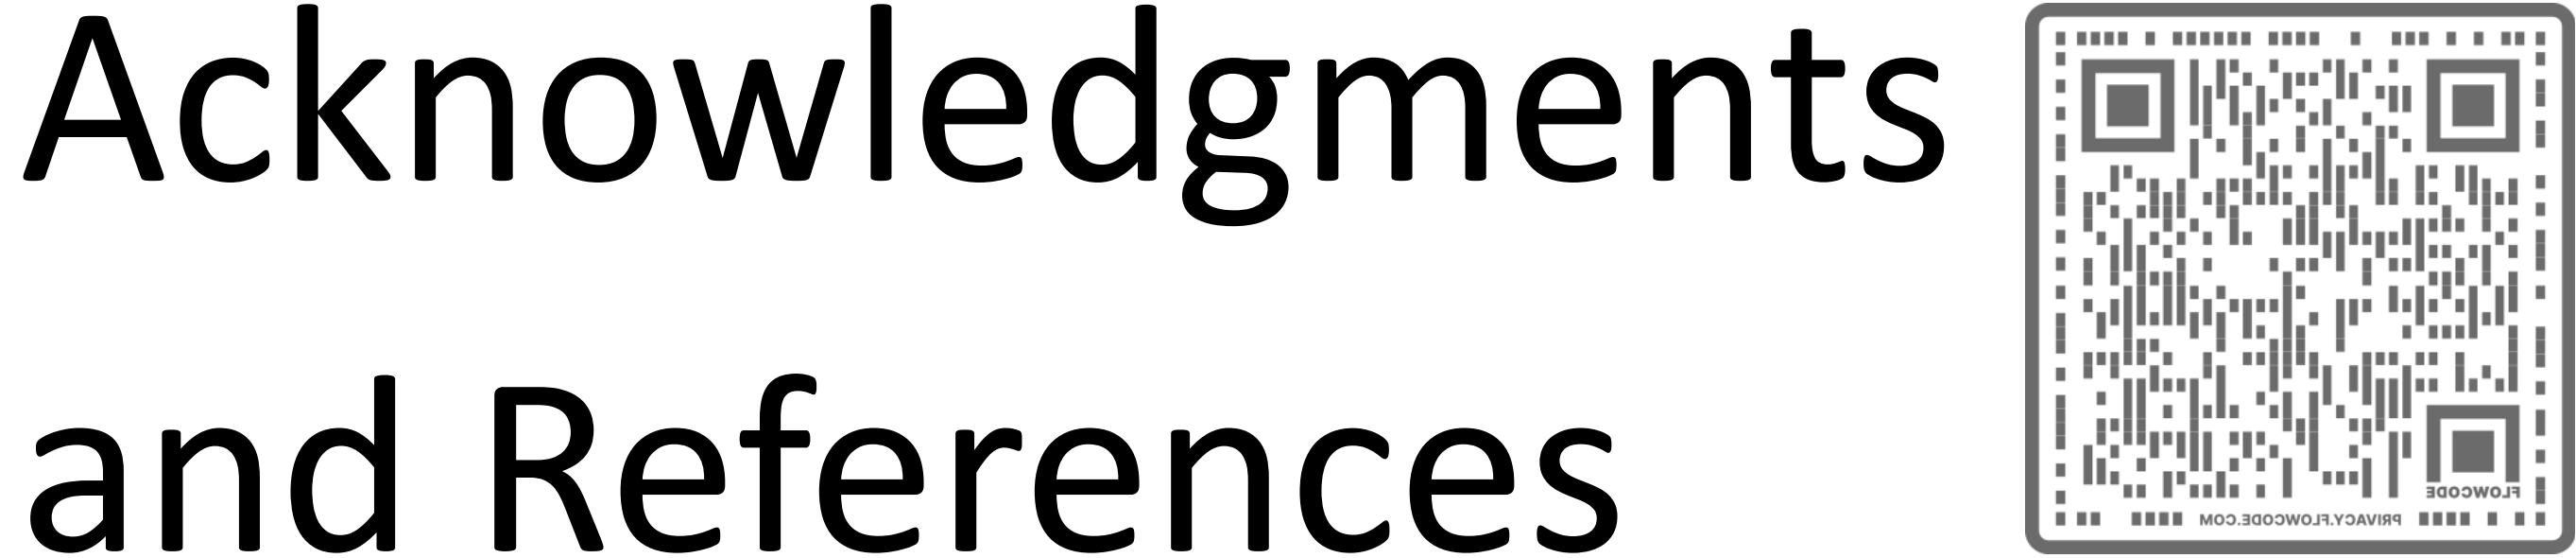 Acknowledgments
and References
FLOWCODE
PRIVACY.FLOWCODE.COM